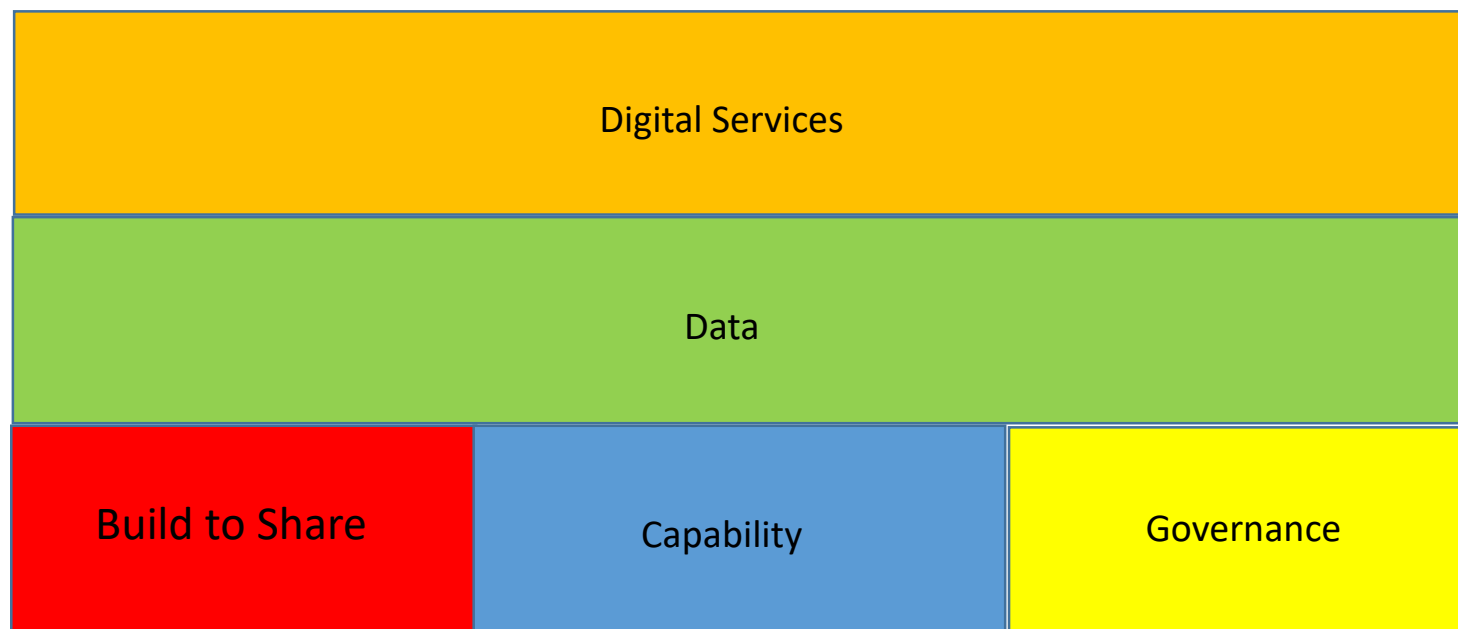 Digital Services
Data
Build to Share
Capability
Governance